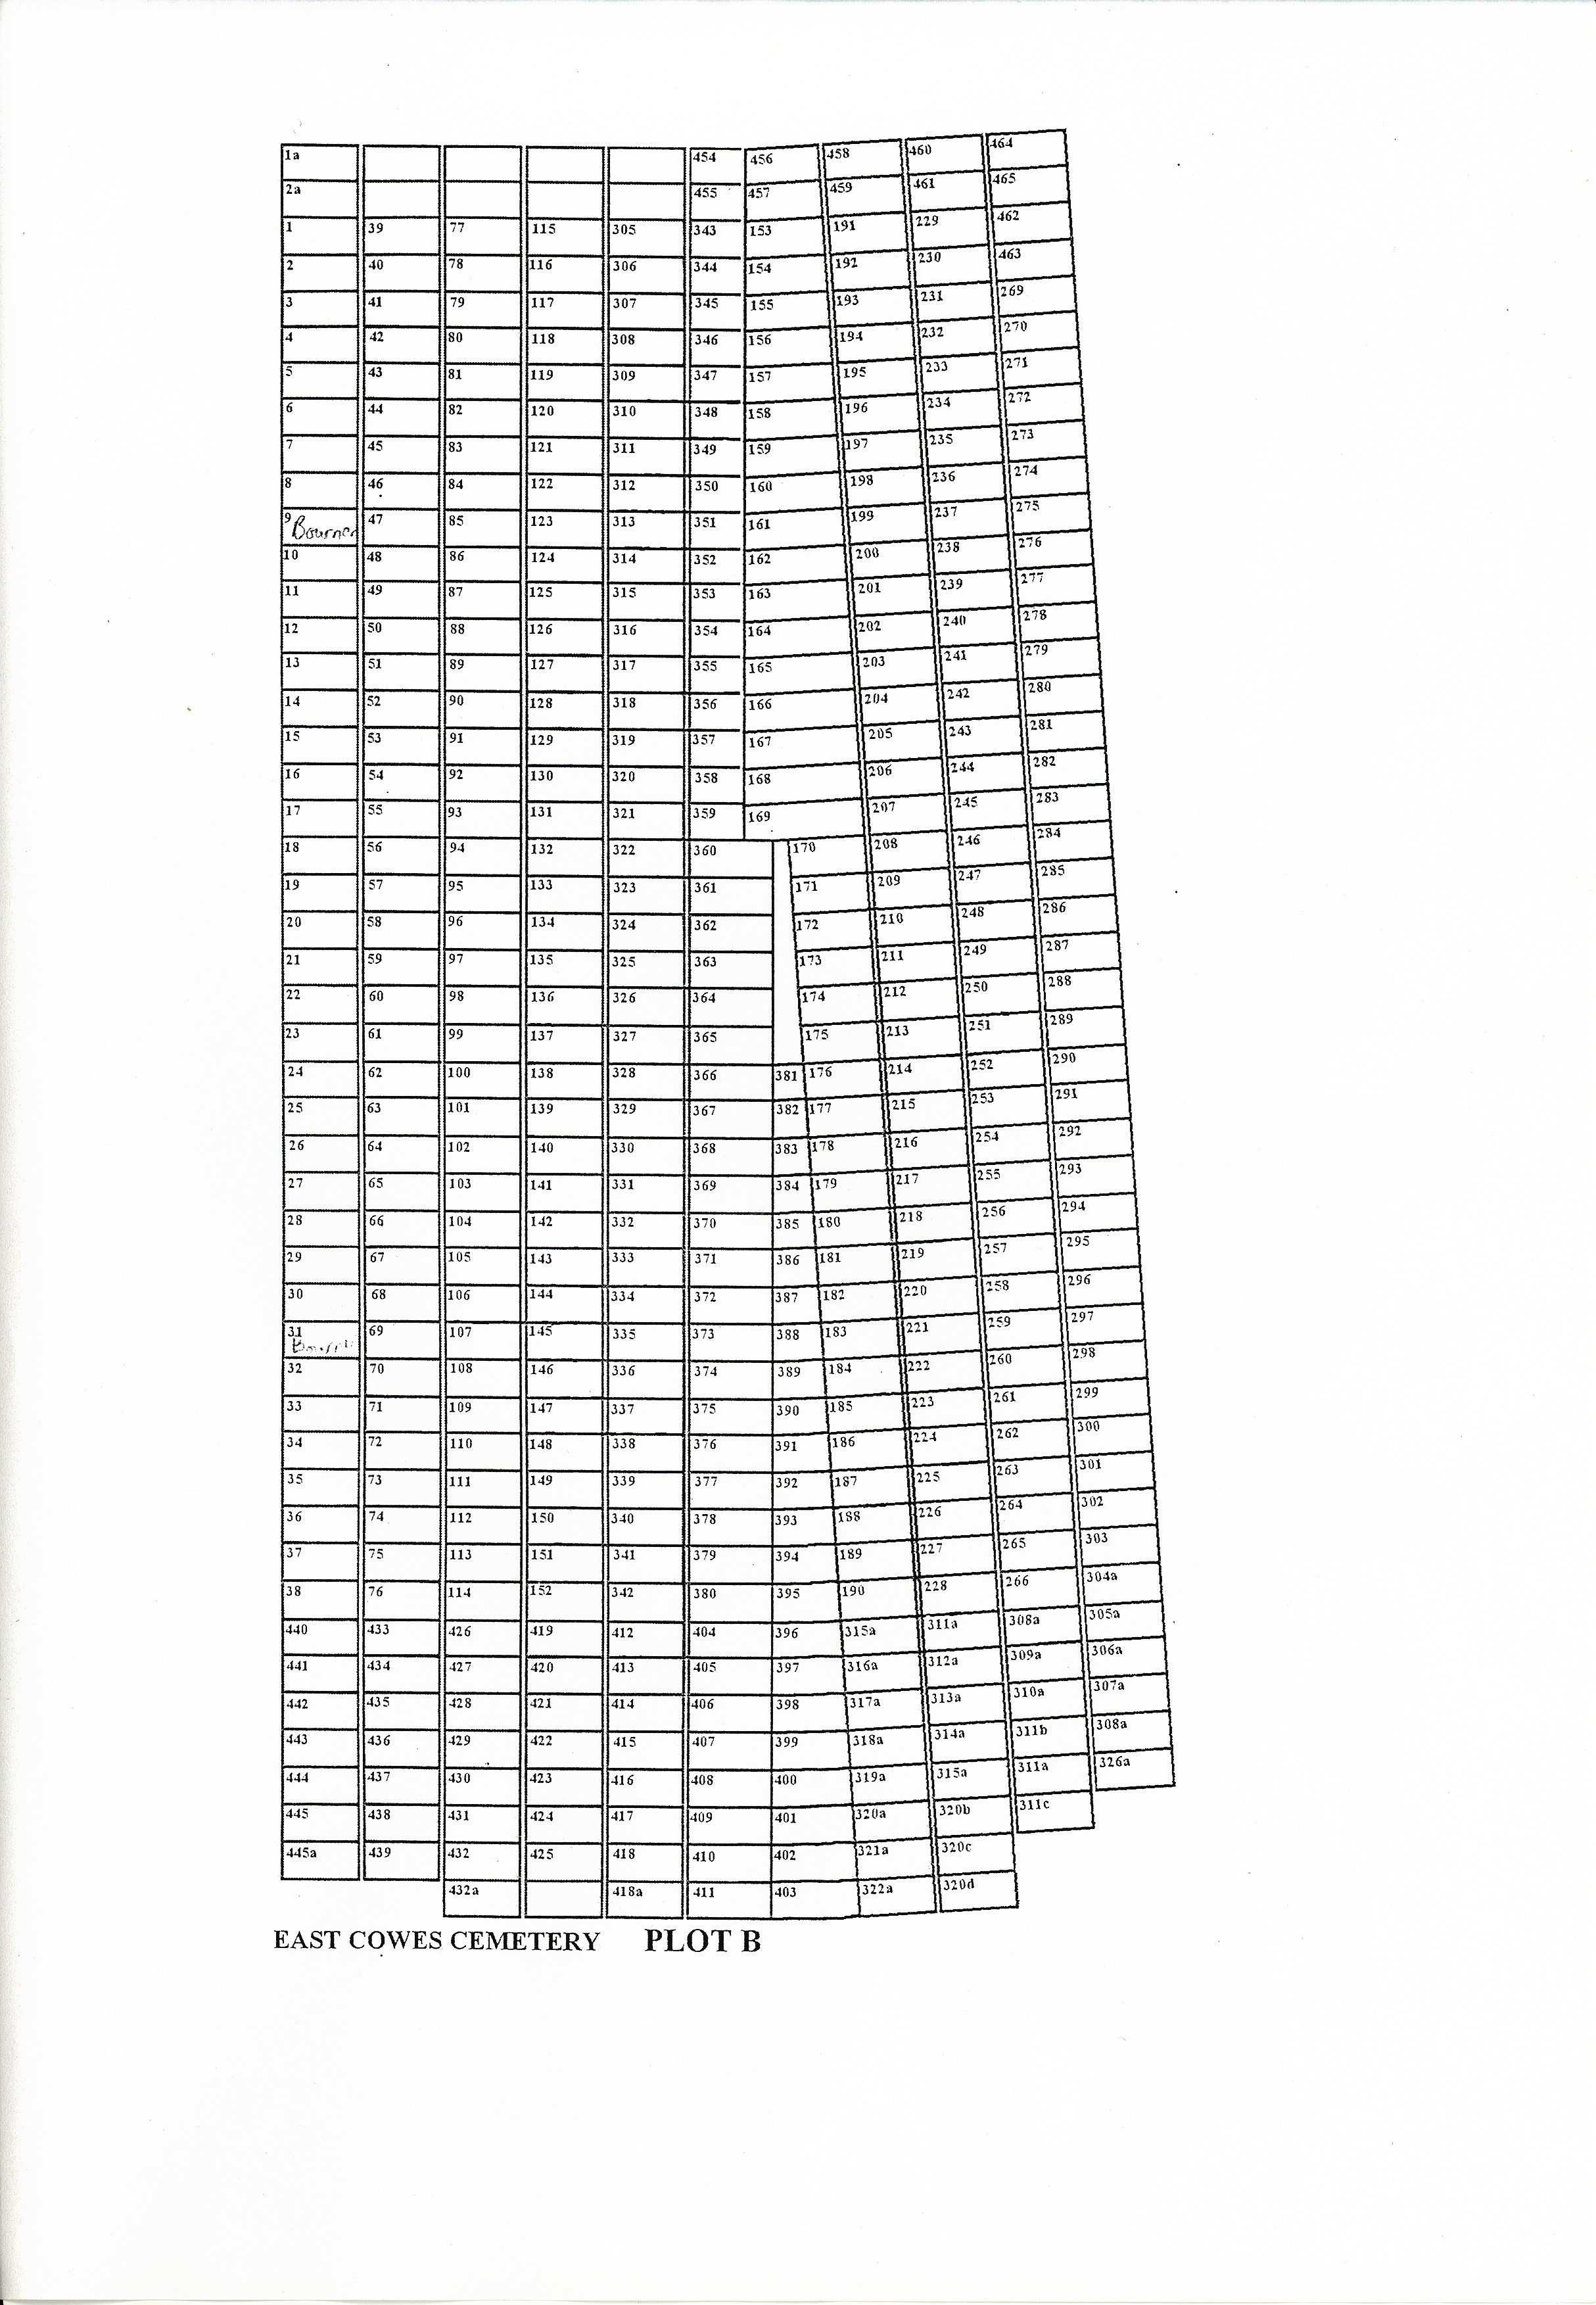 1a 454 456 458 460 464
2a 455 457 459 461 465
1 39 77 115 305 343 153 191 229 462
2 40 78 116 306 344 154 192 230 463
3 41 79 117 307 345 155 193 231 269
4 42 80 118 308 346 156 194 232 270
5 43 81 119 309 347 157 195 233 271
6 44 82 120 310 348 158 196 234 272
7 45 83 121 311 349 159 197 235 273
8 46 84 122 312 350 160 198 236 274
9 Bourner 47 85 123 313 351 161 199 237 275
10 48 86 124 314 352 162 200 238 276
11 49 87 125 315 353 163 201 239 277
12 50 88 126 316 354 164 202 240 278
13 51 89 127 317 355 165 203 241 279
14 52 90 128 318 356 166 204 242 280
15 53 91 129 319 357 167 205 243 281
16 54 92 130 320 358 168 206 244 282
17 55 93 131 321 359 169 207 245 283
18 56 94 132 322 360 170 208 246 284
19 57 95 133 323 361 171 209 247 285
20 58 96 134 324 362 172 210 248 286
21 59 97 135 325 363 173 211 249 287
22 60 98 136 326 364 174 212 250 288
23 61 99 137 327 365 175 213 251 289
24 62 100 138 328 366 381 176 214 252 290
25 63 101 139 329 367 382 177 215 253 291
26 64 102 140 330 368 383 178 216 254 292
27 65 103 141 331 369 384 179 217 255 293
28 66 104 142 332 370 385 180 218 256 294
29 67 105 143 333 371 386 181 219 257 295
30 68 106 144 334 372 387 182 220 258 296
31 69 107 145 335 373 388 183 221 259 297
32 70 108 146 336 374 389 184 222 260 298
33 71 109 147 337 375 390 185 223 261 299
34 72 110 148 338 376 391 186 224 262 300
35 73 111 149 339 377 392 187 225 263 301
36 74 112 150 340 378 393 188 226 264 302
37 75 113 151 341 379 394 189 227 265 303
38 76 114 152 342 380 395 190 228 266 304a
440 433 426 419 412 404 396 315a 311a 308a 305a
441 434 427 420 413 405 397 316a 312a 309a 306a
442 435 428 421 414 406 398 317a 313a 310a 307a
443 436 429 422 415 407 399 318a 314a 311b 308a
444 437 430 423 416 408 400 319a 315a 311a 326a
445 438 431 424 417 409 401 320a 320b 311c
445a 439 432 425 418 410 402 321a 320c
432a 418a 411 403 322a 320d
EAST COWES CEMETERY PLOT B